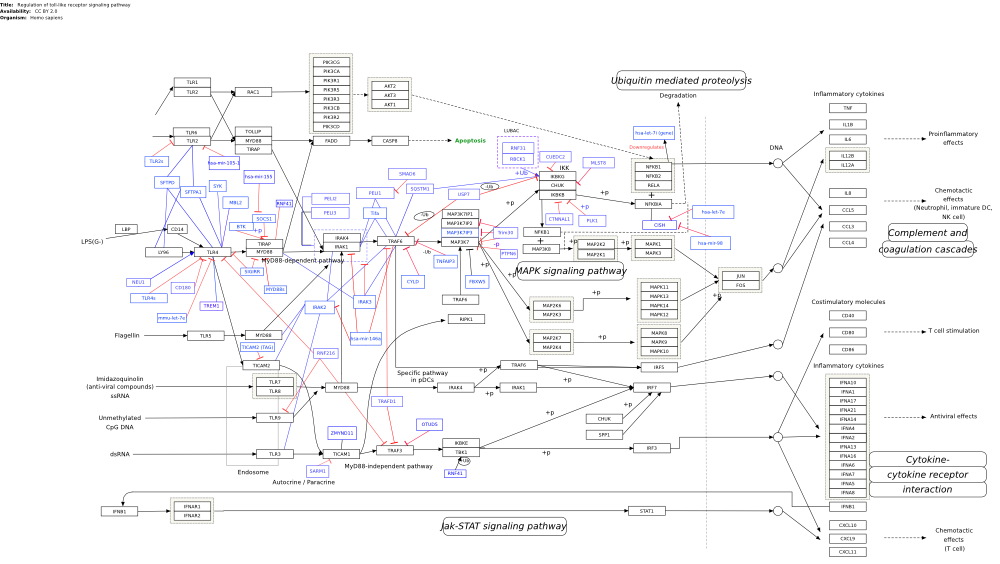 Title: Regulation of toll-like receptor signaling pathway
Availability: CC BY 2.0
Organism: Homo sapiens
Ubiquitin mediated proteolysis
Degradation
hsa-let-7i (gene)
Downregulates
Inflammatory cytokines
TNF
IL1B
IL6
IL12B
IL12A
Proinflammatory
effects
DNA
PIK3CG
PIK3CA
PIK3R1
PIK3R5
PIK3R3
PIK3CB
PIK3R2
PIK3CD
AKT2
AKT3
AKT1
TLR1
TLR2
RAC1
TLR6
TLR2
TOLLIP
MYD88
TIRAP
FADD
CASP8
Apoptosis
LUBAC
RNF31
RBCK1
+Ub
CUEDC2
MLST8
IKK
IKBKG
CHUK
IKBKB
+p
NFKB1
NFKB2
RELA
NFKBIA
CISH
hsa-let-7e
hsa-mir-98
CTNNAL1
PLK1
TLR2s
hsa-mir-105-1
hsa-mir-155
SFTPD
SFTPA1
SYK
MBL2
SOCS1
BTK
+p
RNF41
PELI2
PELI3
PELI1
Tifa
SMAD6
SQSTM1
USP7
-Ub
-Ub
-Ub
MAP3K7IP1
MAP3K7IP2
MAP3K7IP3
MAP3K7
Trim30
-p
PTPN6
LPS(G-)
LBP
CD14
LY96
TLR4
TIRAP
MYD88
MyD88-dependent pathway
IRAK4
IRAK1
TRAF6
TNFAIP3
CYLD
FBXW5
+p
TRAF6
RIPK1
NFKB1
+
MAP3K8
+p
MAP2K2
MAP2K1
MAPK1
MAPK3
MAPK signaling pathway
SIGIRR
MYD88s
NEU1
TLR4s
CD180
TREM1
mmu-let-7e
IRAK2
IRAK3
hsa-mir-146a
RNF216
+p
MAP2K6
MAP2K3
MAP2K7
MAP2K4
+p
+p
MAPK11
MAPK13
MAPK14
MAPK12
MAPK8
MAPK9
MAPK10
JUN
FOS
+p
IL8
CCL5
CCL3
CCL4
Chemotactic
effects
(Neutrophil, immature DC,
NK cell)
Complement and
coagulation cascades
Costimulatory molecules
CD40
CD80
CD86
T cell stimulation
Flagellin
TLR5
MYD88
TICAM2 (TAG)
TICAM2
Imidazoquinolin
(anti-viral compounds)
ssRNA
TLR7
TLR8
MYD88
Unmethylated
CpG DNA
TLR9
dsRNA
TLR3
Endosome
ZMYND11
TICAM1
SARM1
Autocrine / Paracrine
Specific pathway
in pDCs
IRAK4
+p
+p
TRAF6
IRAK1
+p
+p
IRF5
IRF7
+p
CHUK
SPP1
TRAFD1
OTUD5
TRAF3
MyD88-independent pathway
IKBKE
TBK1
-Ub
RNF41
+p
+p
IRF3
Inflammatory cytokines
IFNA10
IFNA1
IFNA17
IFNA21
IFNA14
IFNA4
IFNA2
IFNA13
IFNA16
IFNA6
IFNA7
IFNA5
IFNA8
IFNB1
Antiviral effects
Cytokine-
cytokine receptor
interaction
IFNB1
IFNAR1
IFNAR2
Jak-STAT signaling pathway
STAT1
CXCL10
CXCL9
CXCL11
Chemotactic
effects
(T cell)